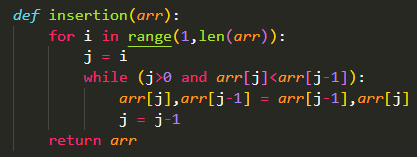 def insertion(arr):
    for i in range(1,len(arr)):
        j = i
        while (j>0 and arr[j]<arr[j-1]):
            arr[j],arr[j-1] = arr[j-1],arr[j]
            j = j-1
    return arr